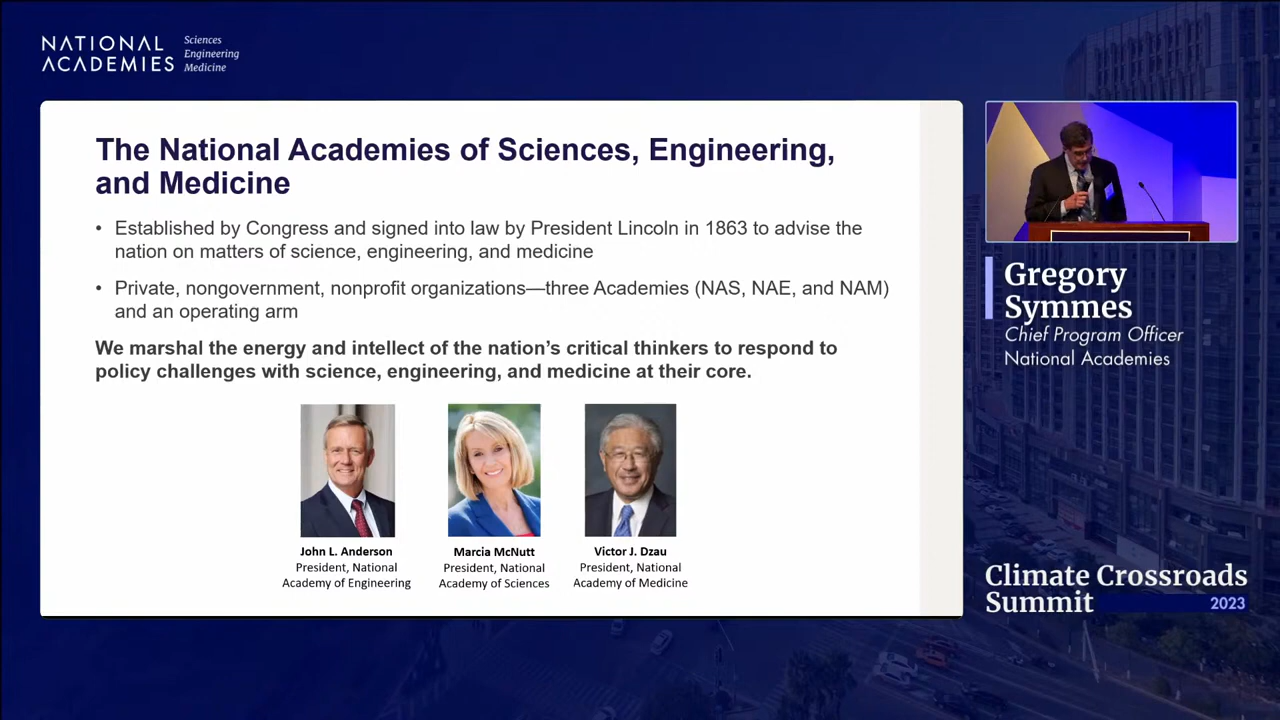 NATIONAL
ACADEMIES
Sciences
Engineering
Medicine
The National Academies of Sciences, Engineering,
and Medicine
• Established by Congress and signed into law by President Lincoln in 1863 to advise the
nation on matters of science, engineering, and medicine
• Private, nongovernment, nonprofit organizations—three Academies (NAS, NAE, and NAM)
and an operating arm
We marshal the energy and intellect of the nation’s critical thinkers to respond to
policy challenges with science, engineering, and medicine at their core.
John L. Anderson
President, National
Academy of Engineering
Marcia McNutt
President, National
Academy of Sciences
Victor J. Dzau
President, National
Academy of Medicine
Gregory
Symmes
Chief Program Officer
National Academies
Climate Crossroads
Summit
2023